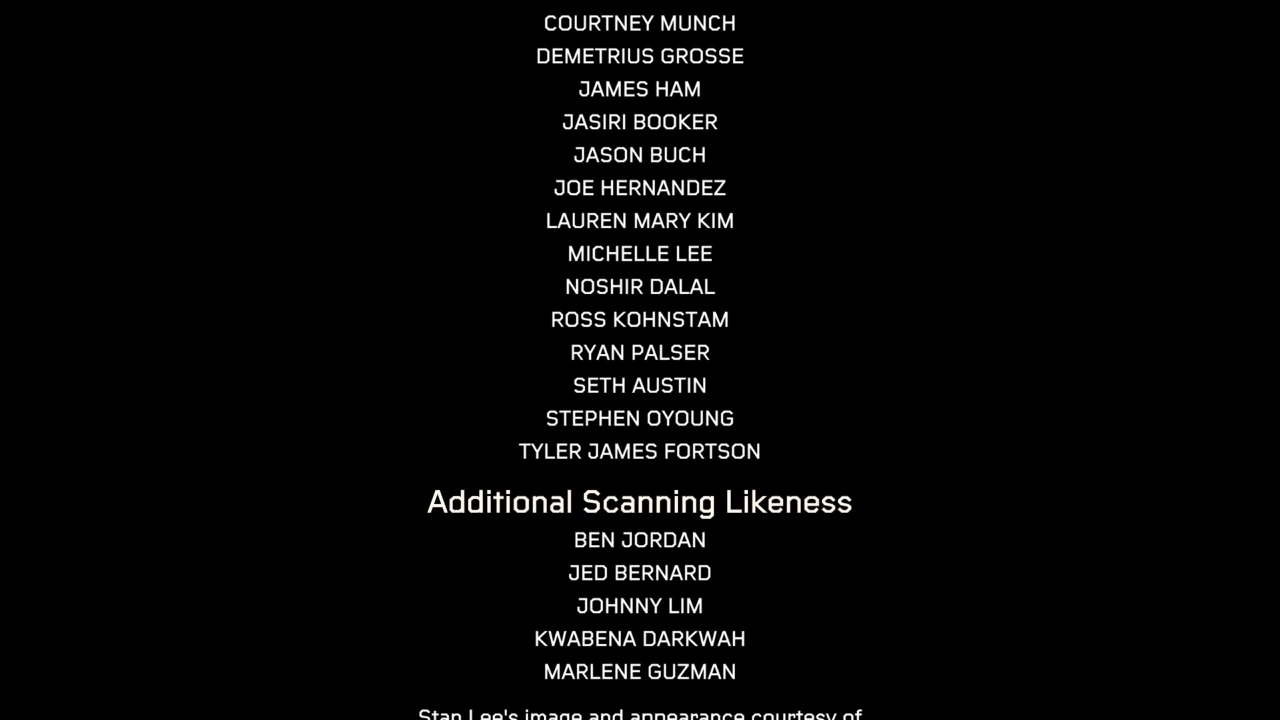 COURTNEY MUNCH
DEMETRIUS GROSSE
JAMES HAM
JASIRI BOOKER
JASON BUCH
JOE HERNANDEZ
LAUREN MARY KIM
MICHELLE LEE
NOSHIR DALAL
ROSS KOHNSTAM
RYAN PALSER
SETH AUSTIN
STEPHEN OYOUNG
TYLER JAMES FORTSON
Additional Scanning Likeness
BEN JORDAN
JED BERNARD
JOHNNY LIM
KWABENA DARKWAH
MARLENE GUZMAN
Stan Lee's image and appearance courtesy of